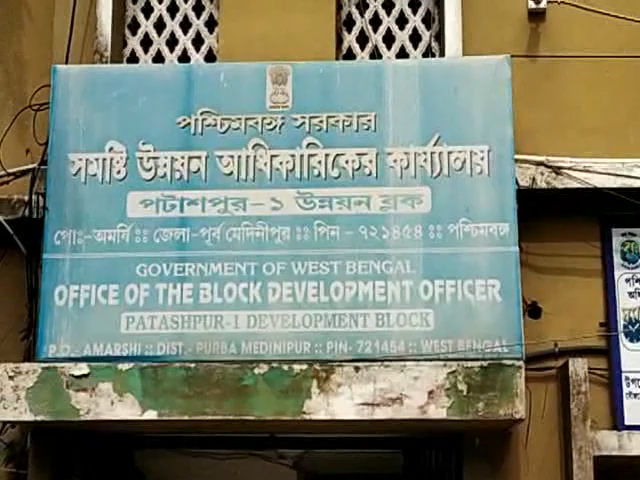 পশ্চিমবঙ্গ সরকার
সমষ্টি উন্নয়ন আধিকারিকের কার্য্যালয়
পটাশপুর-১ উন্নয়ন ব্লক
পোঃ-অমর্ষি :: জেলা-পূর্ব মেদিনীপুর :: পিন - ৭২১৪৫৪ :: পশ্চিমবঙ্গ
GOVERNMENT OF WEST BENGAL
OFFICE OF THE BLOCK DEVELOPMENT OFFICER
PATASHPUR-1 DEVELOPMENT BLOCK
P.O.- AMARSHI :: DIST.- PURBA MEDINIPUR :: PIN- 721454 :: WEST BENGAL